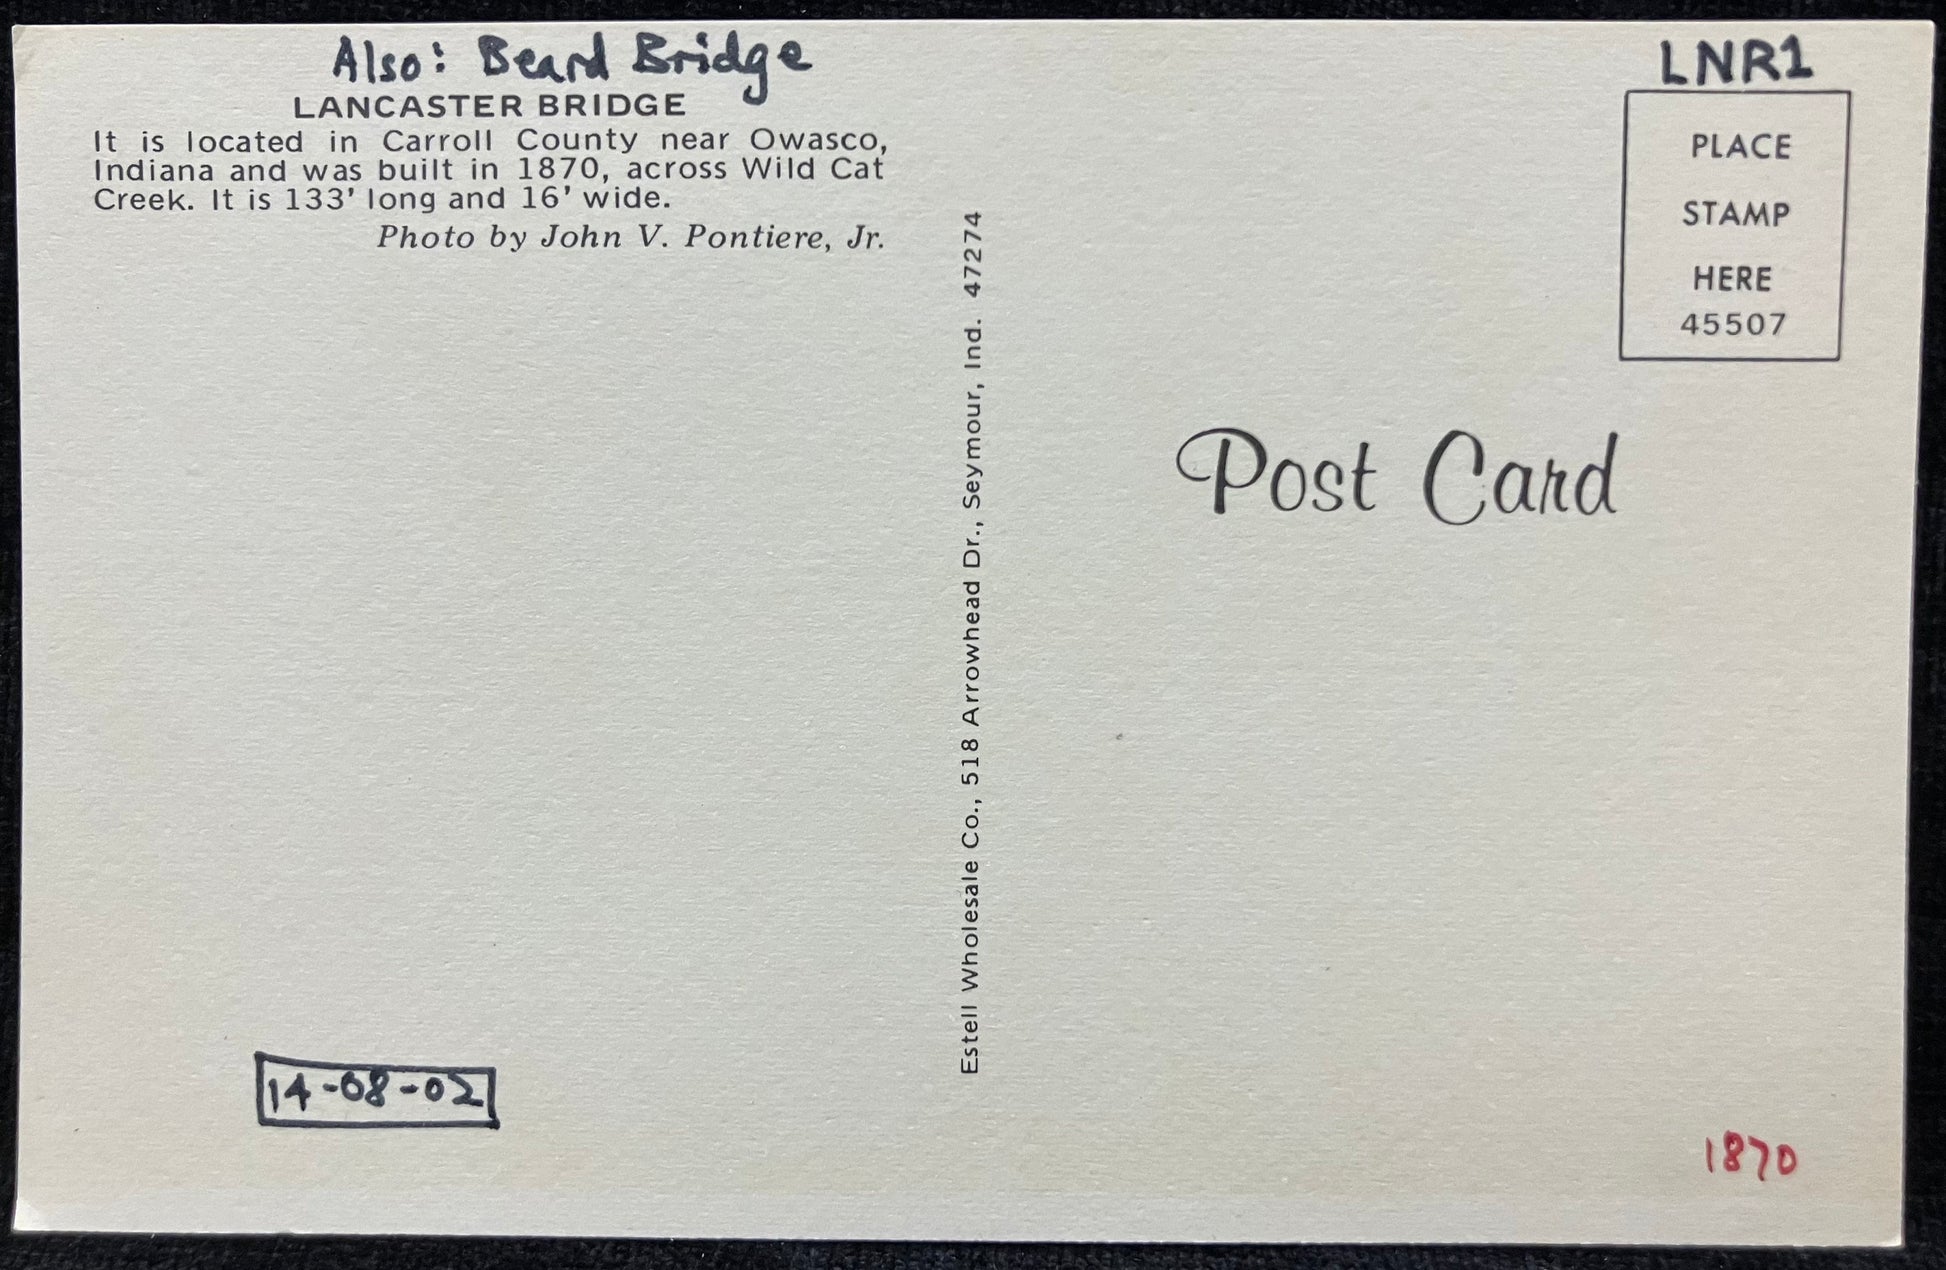 Also: Beard Bridge
LANCASTER BRIDGE
It is located in Carroll County near Owasco,
Indiana and was built in 1870, across Wild Cat
Creek. It is 133' long and 16' wide.
Photo by John V. Pontiere, Jr.
14-08-02
Estell Wholesale Co., 518 Arrowhead Dr., Seymour, Ind. 47274
LNR1
PLACE
STAMP
HERE
45507
Post Card
1870